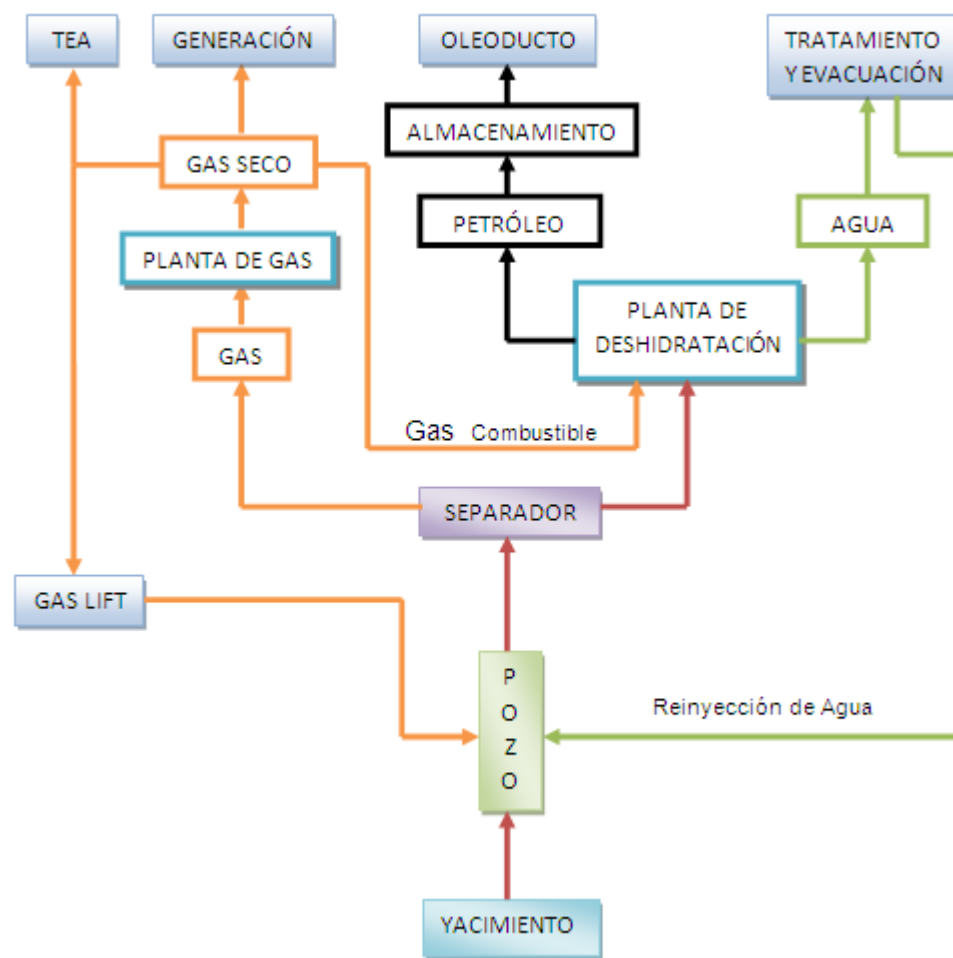 TEA
GENERACIÓN
OLEODUCTO
TRATAMIENTO
Y EVACUACIÓN
ALMACENAMIENTO
GAS SECO
PETRÓLEO
AGUA
PLANTA DE GAS
PLANTA DE
DESHIDRATACIÓN
GAS
Gas Combustible
SEPARADOR
GAS LIFT
P
O
Z
O
Reinyección de Agua
YACIMIENTO